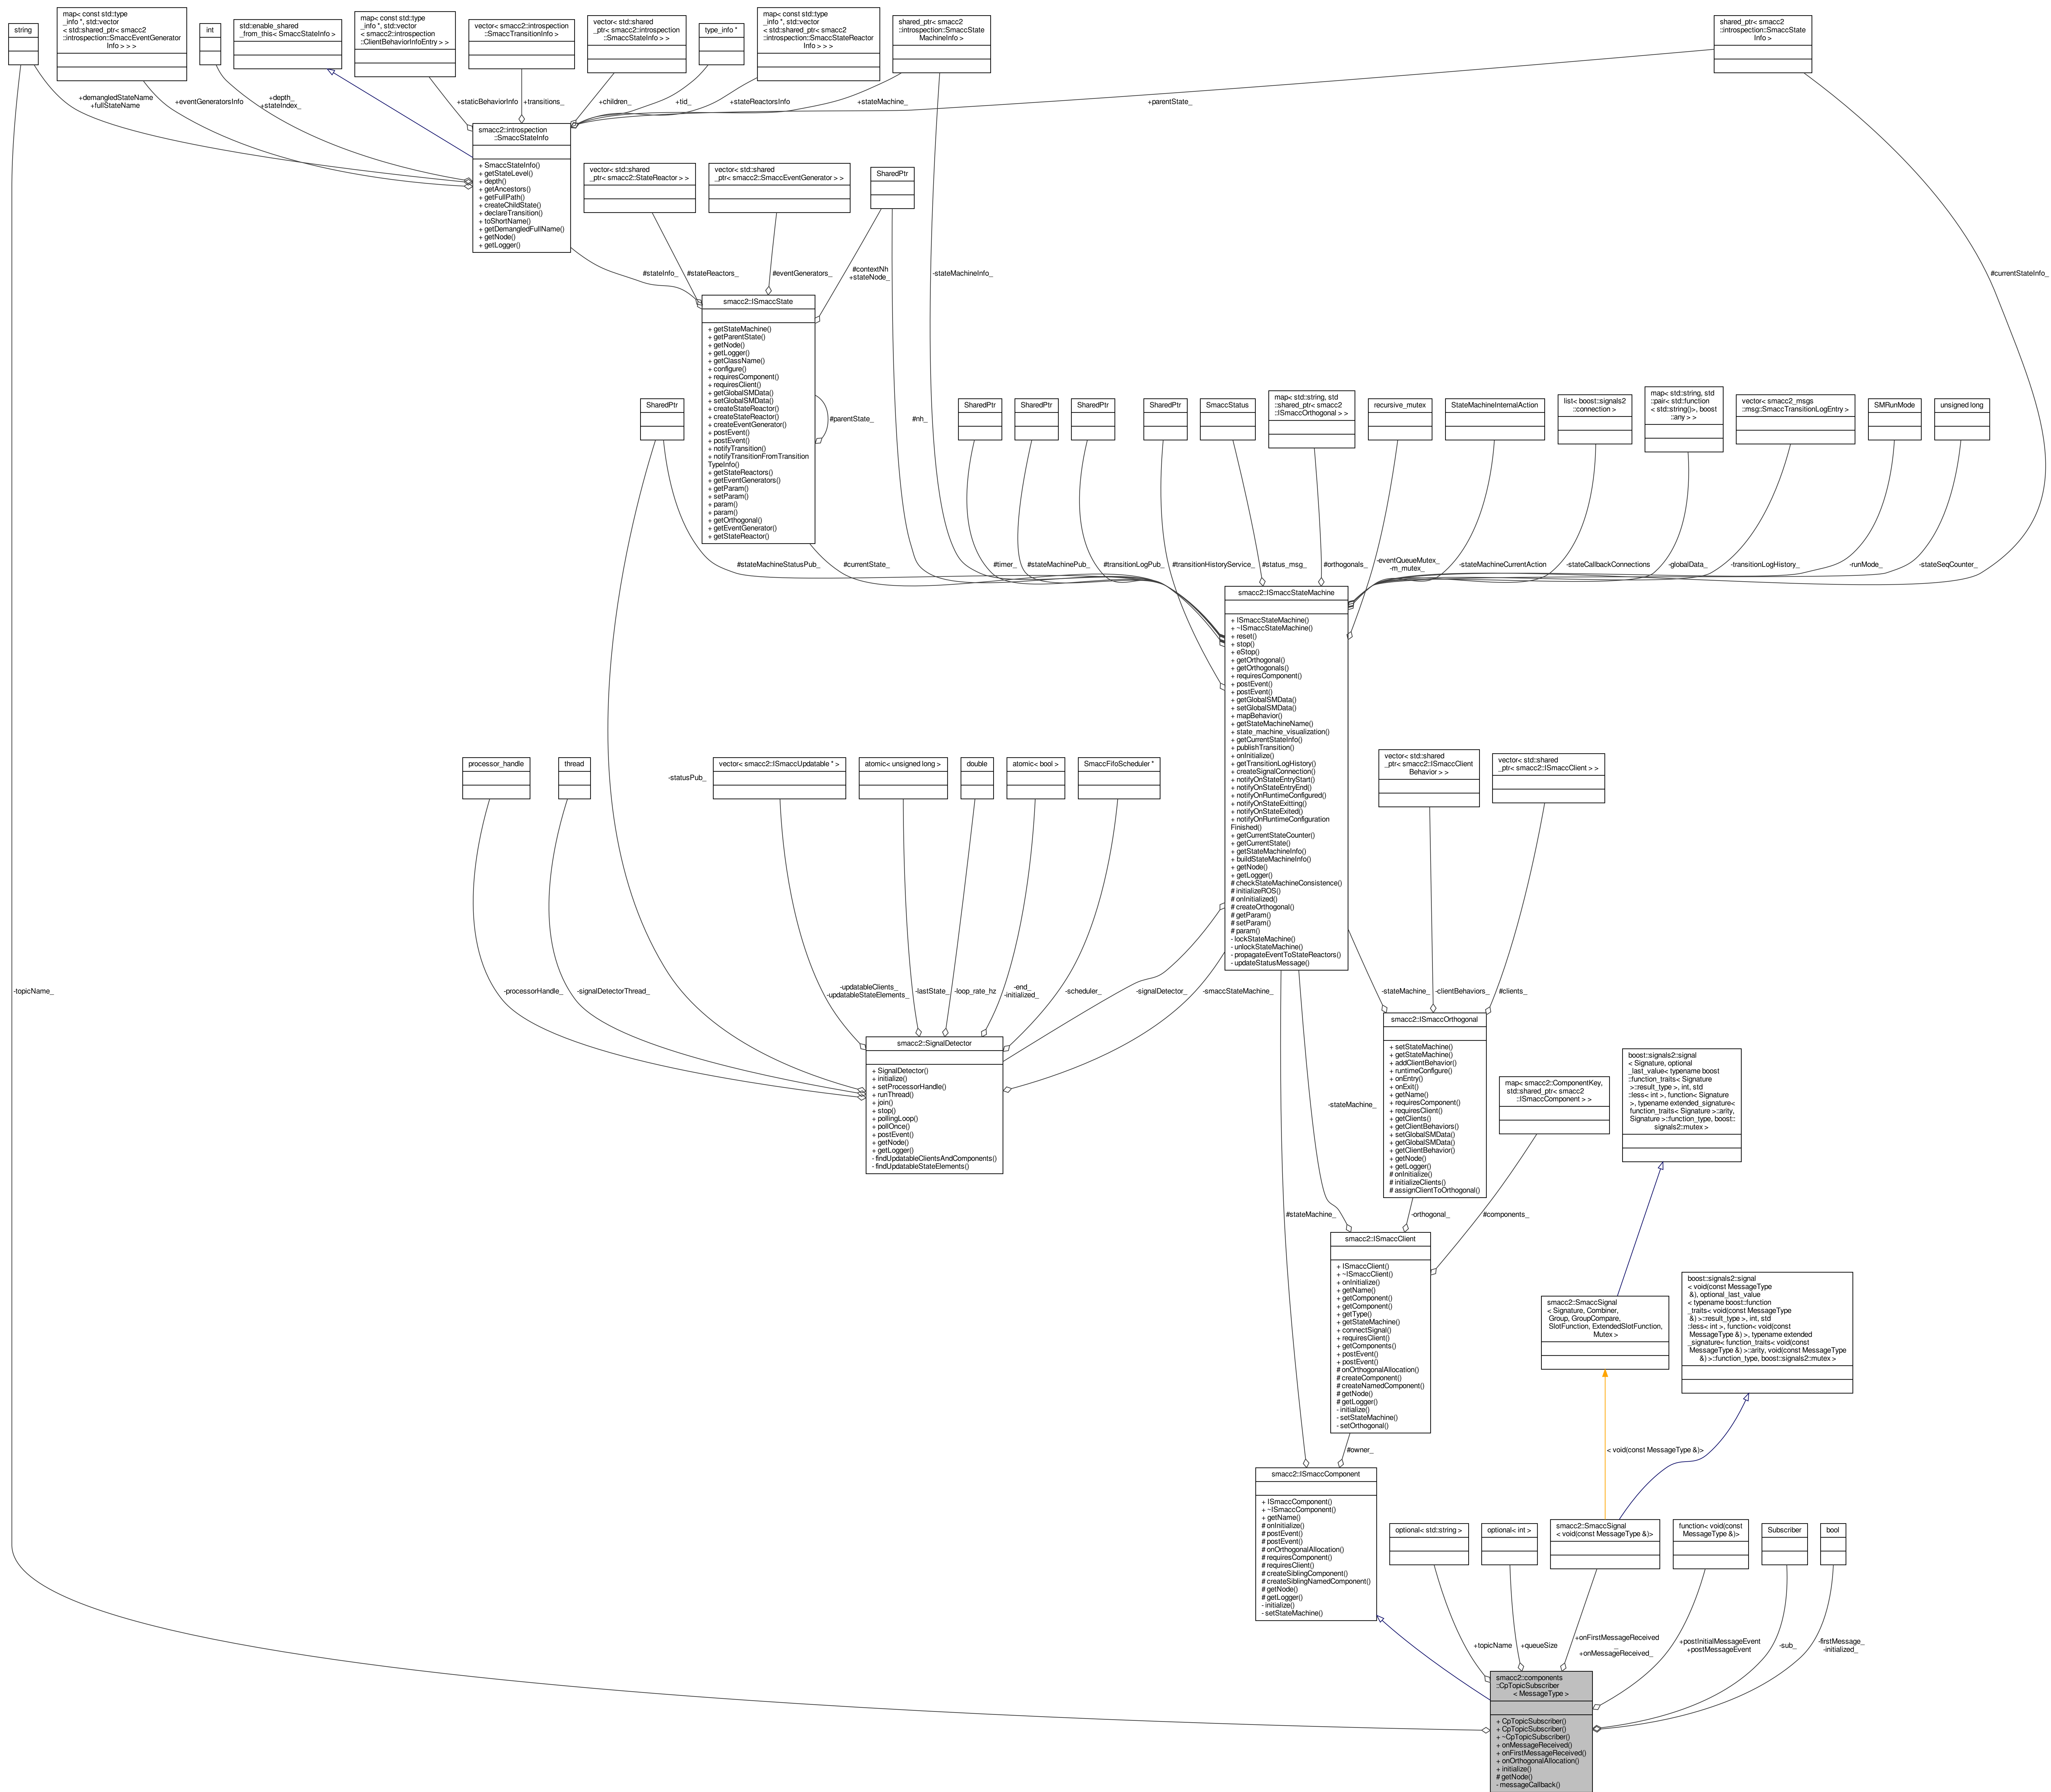 string
map< const std::type
_info *, std::vector
< std::shared_ptr< smacc2
::introspection::SmaccEventGenerator
Info > > >
int
std::enable_shared
_from_this< SmaccStateInfo >
map< const std::type
_info *, std::vector
< smacc2::introspection
::ClientBehaviorInfoEntry > >
vector< smacc2::introspection
::SmaccTransitionInfo >
vector< std::shared
_ptr< smacc2::introspection
::SmaccStateInfo > >
type_info *
map< const std::type
_info *, std::vector
< std::shared_ptr< smacc2
::introspection::SmaccStateReactor
Info > > >
shared_ptr< smacc2
::introspection::SmaccState
MachineInfo >
shared_ptr< smacc2
::introspection::SmaccState
Info >
+demangledStateName
+fullStateName
+eventGeneratorsInfo
+depth_
+stateIndex_
+staticBehaviorInfo
+transitions_
+children_
+tid_
+stateReactorsInfo
+stateMachine_
+parentState_
smacc2::introspection
::SmaccStateInfo
+ SmaccStateInfo()
+ getStateLevel()
+ depth()
+ getAncestors()
+ getFullPath()
+ createChildState()
+ declareTransition()
+ toShortName()
+ getDemangledFullName()
+ getNode()
+ getLogger()
vector< std::shared
_ptr< smacc2::StateReactor > >
vector< std::shared
_ptr< smacc2::SmaccEventGenerator > >
SharedPtr
#stateInfo_
#stateReactors_
#eventGenerators_
#contextNh
+stateNode_
-stateMachineInfo_
#currentStateInfo_
smacc2::ISmaccState
+ getStateMachine()
+ getParentState()
+ getNode()
+ getLogger()
+ getClassName()
+ configure()
+ requiresComponent()
+ requiresClient()
+ getGlobalSMData()
+ setGlobalSMData()
+ createStateReactor()
+ createStateReactor()
+ createEventGenerator()
+ postEvent()
+ postEvent()
+ notifyTransition()
+ notifyTransitionFromTransition
TypeInfo()
+ getStateReactors()
+ getEventGenerators()
+ getParam()
+ setParam()
+ param()
+ param()
+ getOrthogonal()
+ getEventGenerator()
+ getStateReactor()
#parentState_
#nh_
SharedPtr
SharedPtr
SharedPtr
SharedPtr
SharedPtr
SmaccStatus
map< std::string, std
::shared_ptr< smacc2
::ISmaccOrthogonal > >
recursive_mutex
StateMachineInternalAction
list< boost::signals2
::connection >
map< std::string, std
::pair< std::function
< std::string()>, boost
::any > >
vector< smacc2_msgs
::msg::SmaccTransitionLogEntry >
SMRunMode
unsigned long
#stateMachineStatusPub_
#currentState_
#timer_
#stateMachinePub_
#transitionLogPub_
#transitionHistoryService_
#status_msg_
#orthogonals_
-eventQueueMutex_
-m_mutex_
-stateMachineCurrentAction
-stateCallbackConnections
-globalData_
-transitionLogHistory_
-runMode_
-stateSeqCounter_
smacc2::ISmaccStateMachine
+ ISmaccStateMachine()
+ ~ISmaccStateMachine()
+ reset()
+ stop()
+ eStop()
+ getOrthogonal()
+ getOrthogonals()
+ requiresComponent()
+ postEvent()
+ postEvent()
+ getGlobalSMData()
+ setGlobalSMData()
+ mapBehavior()
+ getStateMachineName()
+ state_machine_visualization()
+ getCurrentStateInfo()
+ publishTransition()
+ onInitialize()
+ getTransitionLogHistory()
+ createSignalConnection()
+ notifyOnStateEntryStart()
+ notifyOnStateEntryEnd()
+ notifyOnRuntimeConfigured()
+ notifyOnStateExitting()
+ notifyOnStateExited()
+ notifyOnRuntimeConfiguration
Finished()
+ getCurrentStateCounter()
+ getCurrentState()
+ getStateMachineInfo()
+ buildStateMachineInfo()
+ getNode()
+ getLogger()
# checkStateMachineConsistence()
# initializeROS()
# onInitialized()
# createOrthogonal()
# getParam()
# setParam()
# param()
- lockStateMachine()
- unlockStateMachine()
- propagateEventToStateReactors()
- updateStatusMessage()
processor_handle
thread
-statusPub_
vector< smacc2::ISmaccUpdatable * >
atomic< unsigned long >
double
atomic< bool >
SmaccFifoScheduler *
vector< std::shared
_ptr< smacc2::ISmaccClient
Behavior > >
vector< std::shared
_ptr< smacc2::ISmaccClient > >
-topicName_
-processorHandle_
-signalDetectorThread_
-updatableClients_
-updatableStateElements_
-lastState_
-loop_rate_hz
-end_
-initialized_
-scheduler_
-signalDetector_
-smaccStateMachine_
-stateMachine_
-clientBehaviors_
#clients_
smacc2::SignalDetector
+ SignalDetector()
+ initialize()
+ setProcessorHandle()
+ runThread()
+ join()
+ stop()
+ pollingLoop()
+ pollOnce()
+ postEvent()
+ getNode()
+ getLogger()
- findUpdatableClientsAndComponents()
- findUpdatableStateElements()
smacc2::ISmaccOrthogonal
+ setStateMachine()
+ getStateMachine()
+ addClientBehavior()
+ runtimeConfigure()
+ onEntry()
+ onExit()
+ getName()
+ requiresComponent()
+ requiresClient()
+ getClients()
+ getClientBehaviors()
+ setGlobalSMData()
+ getGlobalSMData()
+ getClientBehavior()
+ getNode()
+ getLogger()
# onInitialize()
# initializeClients()
# assignClientToOrthogonal()
map< smacc2::ComponentKey,
std::shared_ptr< smacc2
::ISmaccComponent > >
boost::signals2::signal
< Signature, optional
_last_value< typename boost
::function_traits< Signature
>::result_type >, int, std
::less< int >, function< Signature
>, typename extended_signature<
function_traits< Signature >::arity,
Signature >::function_type, boost::
signals2::mutex >
-stateMachine_
#stateMachine_
-orthogonal_
#components_
smacc2::ISmaccClient
+ ISmaccClient()
+ ~ISmaccClient()
+ onInitialize()
+ getName()
+ getComponent()
+ getComponent()
+ getType()
+ getStateMachine()
+ connectSignal()
+ requiresClient()
+ getComponents()
+ postEvent()
+ postEvent()
# onOrthogonalAllocation()
# createComponent()
# createNamedComponent()
# getNode()
# getLogger()
- initialize()
- setStateMachine()
- setOrthogonal()
smacc2::SmaccSignal
< Signature, Combiner,
Group, GroupCompare,
SlotFunction, ExtendedSlotFunction,
Mutex >
boost::signals2::signal
< void(const MessageType
&), optional_last_value
< typename boost::function
_traits< void(const MessageType
&) >::result_type >, int, std
::less< int >, function< void(const
MessageType &) >, typename extended
_signature< function_traits< void(const
MessageType &) >::arity, void(const MessageType
&) >::function_type, boost::signals2::mutex >
#owner_
< void(const MessageType &)>
smacc2::ISmaccComponent
+ ISmaccComponent()
+ ~ISmaccComponent()
+ getName()
# onInitialize()
# postEvent()
# postEvent()
# onOrthogonalAllocation()
# requiresComponent()
# requiresClient()
# createSiblingComponent()
# createSiblingNamedComponent()
# getNode()
# getLogger()
- initialize()
- setStateMachine()
optional< std::string >
optional< int >
smacc2::SmaccSignal
< void(const MessageType &)>
function< void(const
MessageType &)>
Subscriber
bool
+topicName
+queueSize
+onFirstMessageReceived
_
+onMessageReceived_
+postInitialMessageEvent
+postMessageEvent
-sub_
-firstMessage_
-initialized_
smacc2::components
::CpTopicSubscriber
< MessageType >
+ CpTopicSubscriber()
+ CpTopicSubscriber()
+ ~CpTopicSubscriber()
+ onMessageReceived()
+ onFirstMessageReceived()
+ onOrthogonalAllocation()
+ initialize()
# getNode()
- messageCallback()